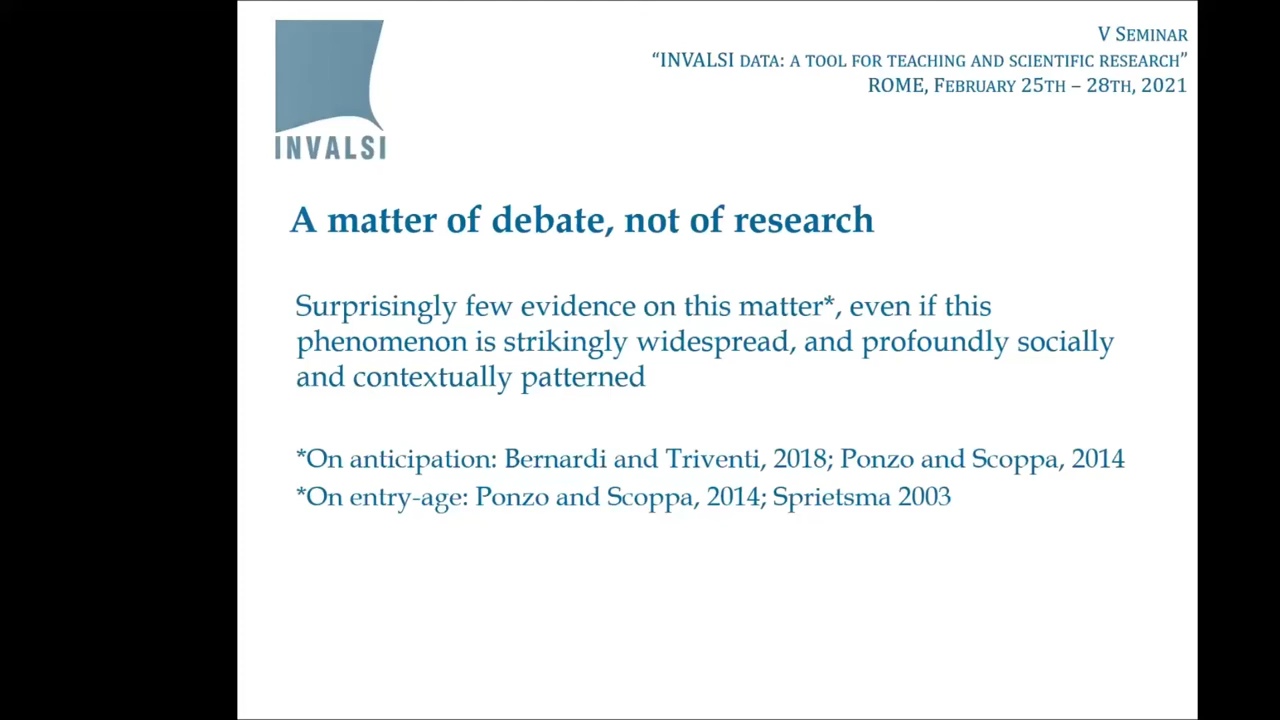 INVALSI
V SEMINAR
“INVALSI DATA: A TOOL FOR TEACHING AND SCIENTIFIC RESEARCH”
ROME, FEBRUARY 25TH – 28TH, 2021
A matter of debate, not of research
Surprisingly few evidence on this matter*, even if this
phenomenon is strikingly widespread, and profoundly socially
and contextually patterned
*On anticipation: Bernardi and Triventi, 2018; Ponzo and Scoppa, 2014
*On entry-age: Ponzo and Scoppa, 2014; Sprietsma 2003